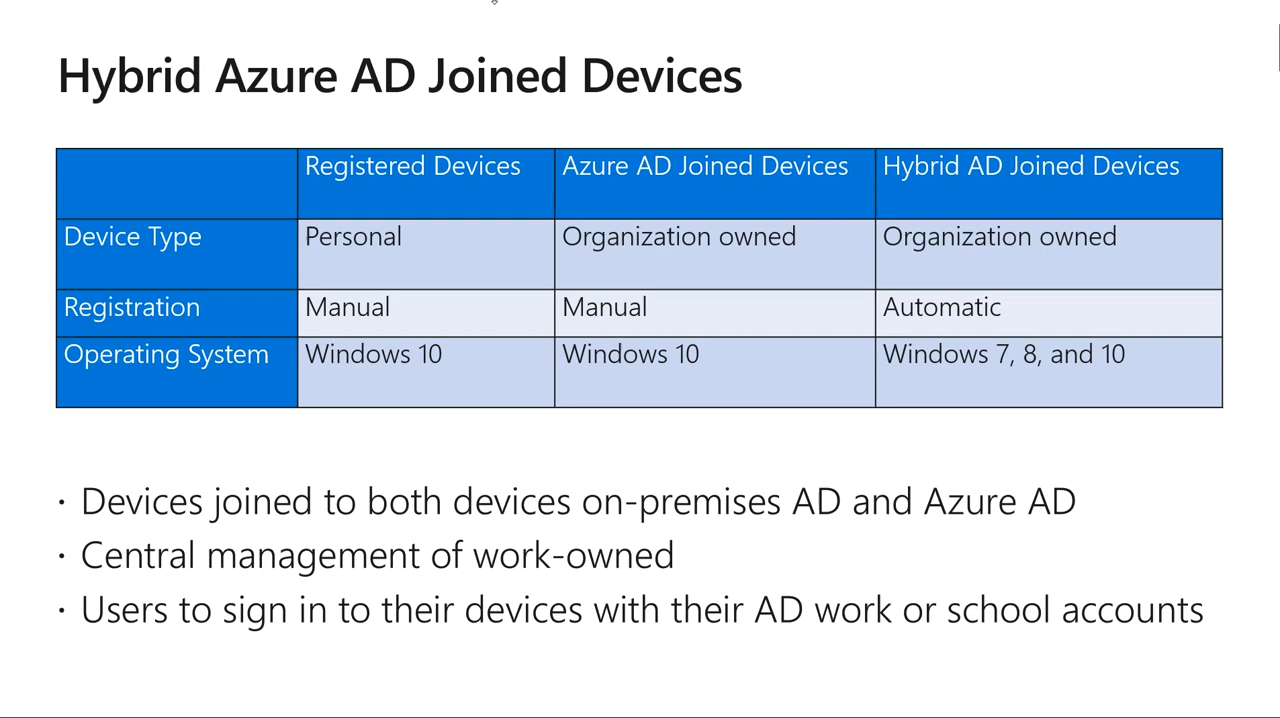 Hybrid Azure AD Joined Devices
Registered Devices Azure AD Joined Devices Hybrid AD Joined Devices
Device Type Personal Organization owned Organization owned
Registration Manual Manual Automatic
Operating System Windows 10 Windows 10 Windows 7, 8, and 10
· Devices joined to both devices on-premises AD and Azure AD
· Central management of work-owned
· Users to sign in to their devices with their AD work or school accounts